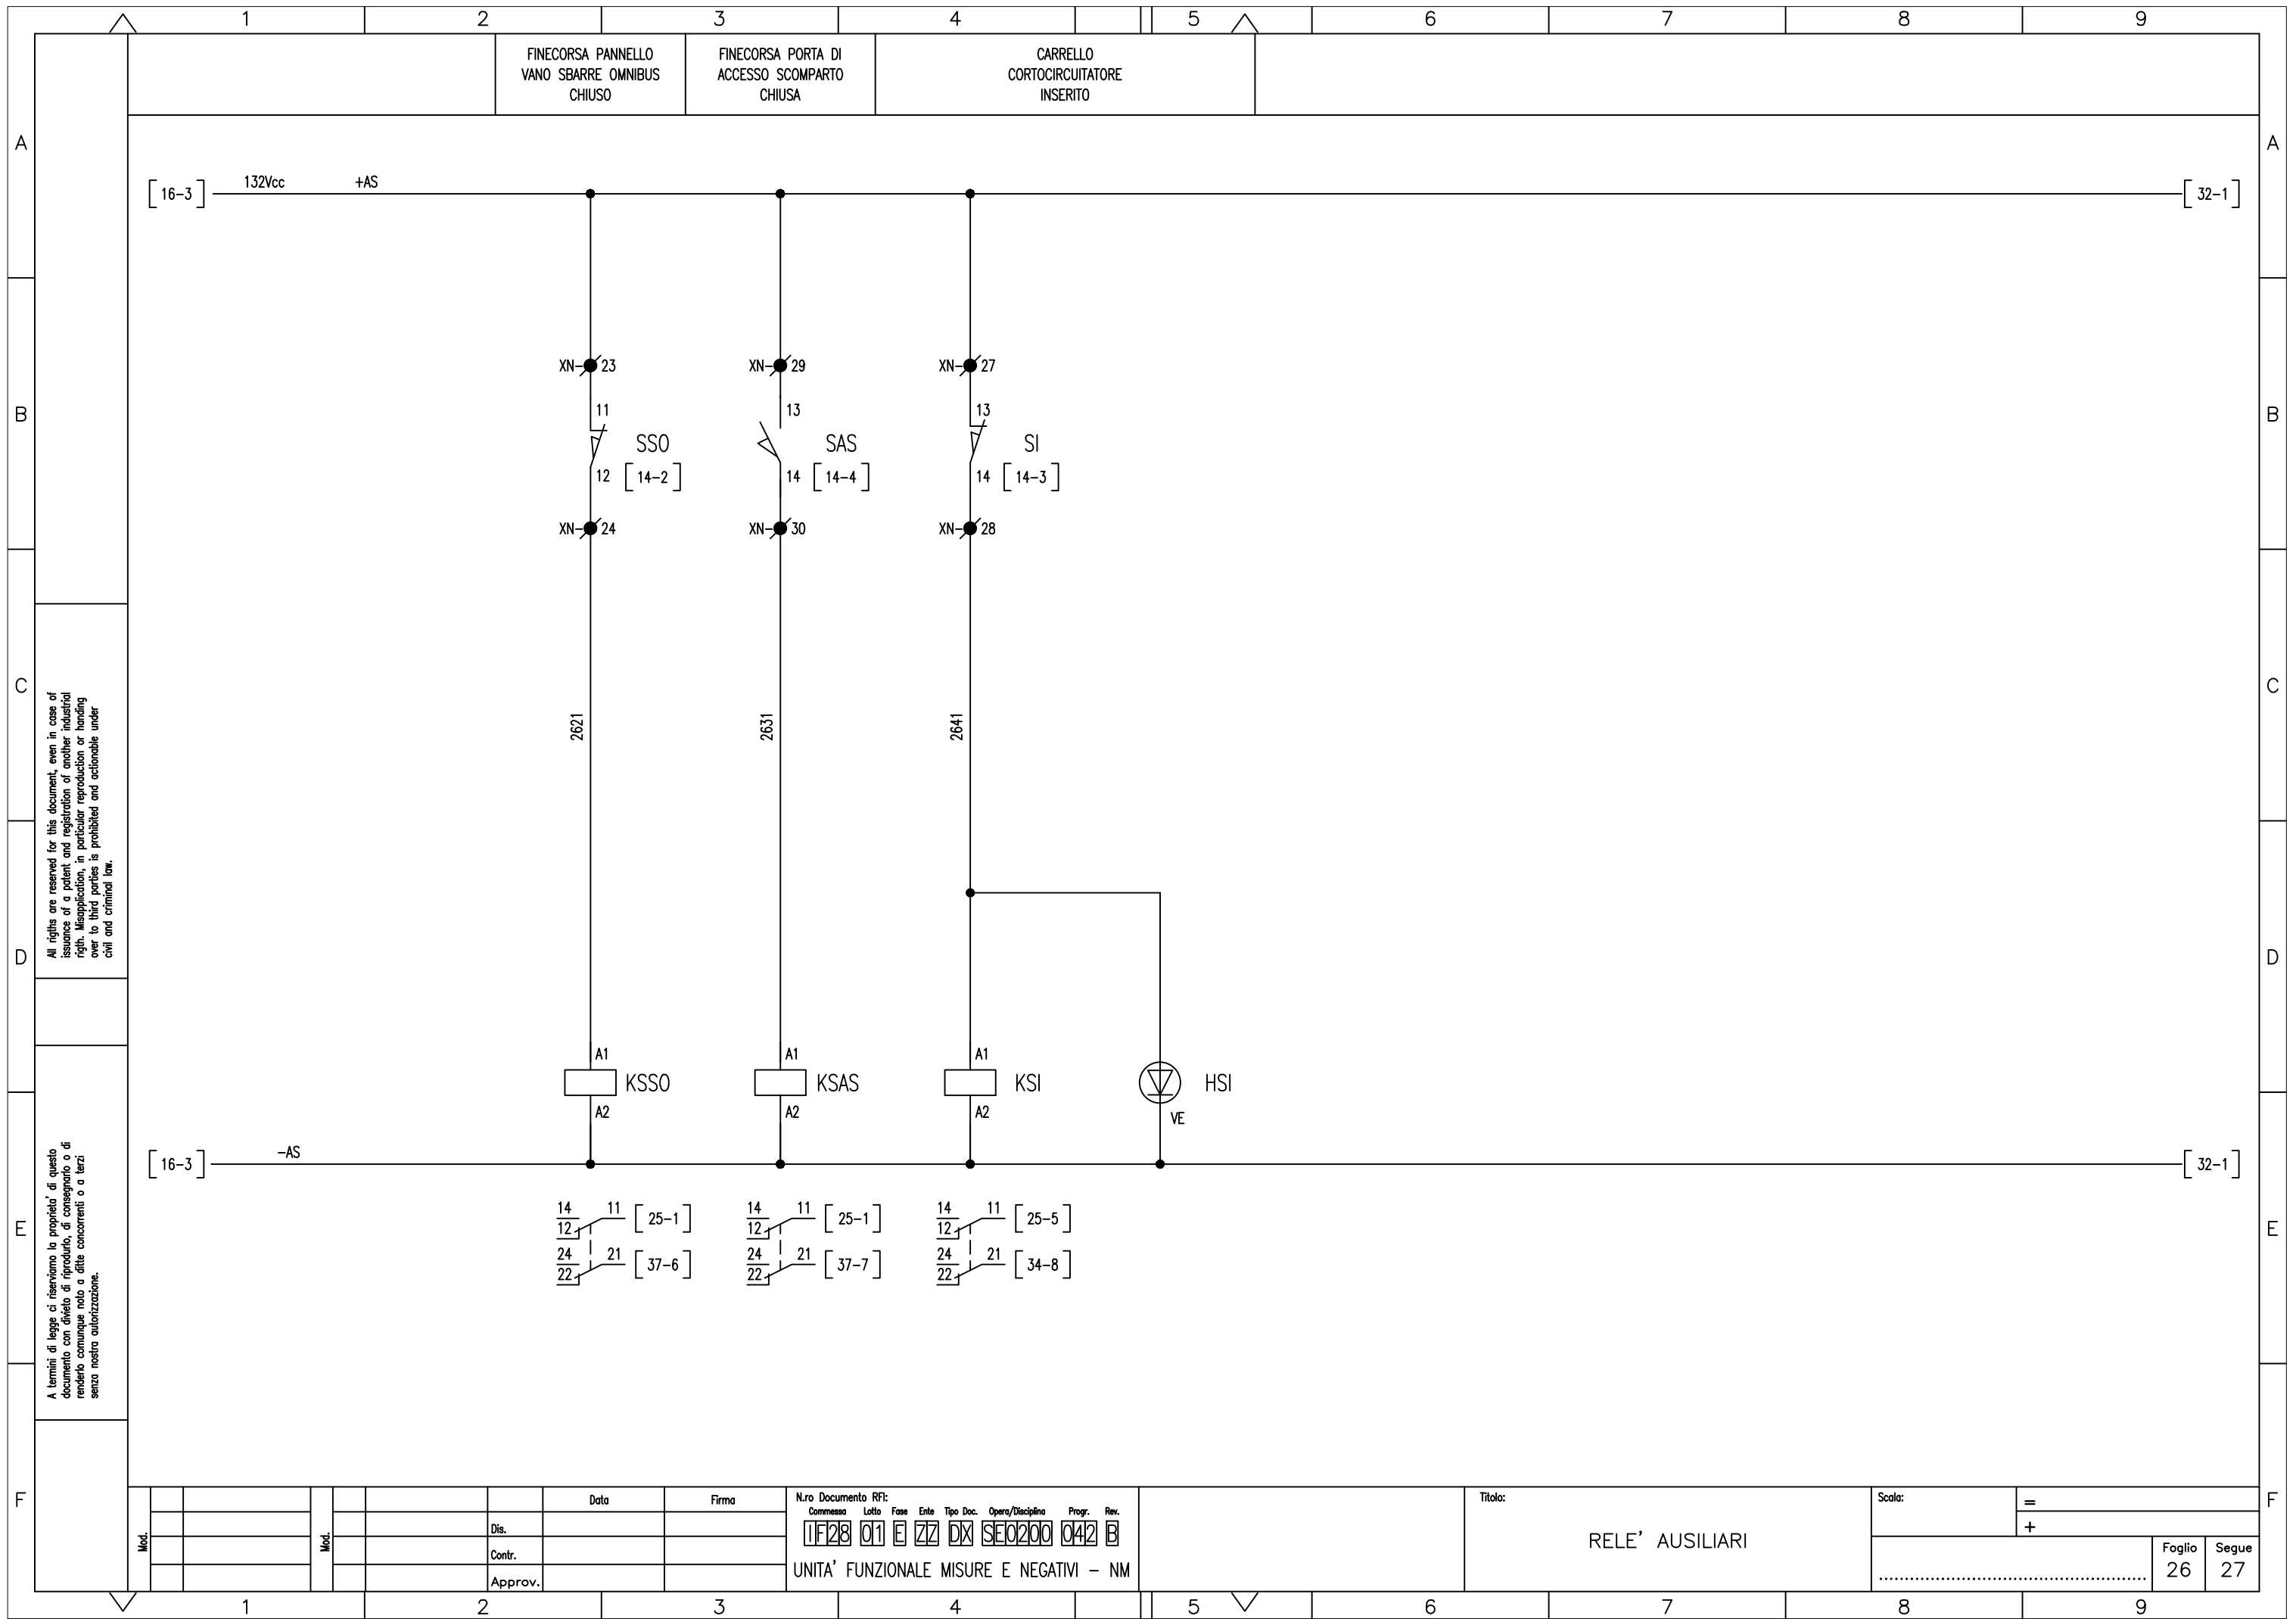 1 2 3 4 5 6 7 8 9
FINECORSA PANNELLO
VANO SBARRE OMNIBUS
CHIUSO
FINECORSA PORTA DI
ACCESSO SCOMPARTO
CHIUSA
CARRELLO
CORTOCIRCUITATORE
INSERITO
A A
16-3 132Vcc +AS 32-1
XN- 23 XN- 29 XN- 27
B B
11 13 13
SSO SAS SI
12 14-2 14 14-4 14 14-3
XN- 24 XN- 30 XN- 28
C C
2621 2631 2641
All rigths are reserved for this document, even in case of
issuance of a patent and registration of another industrial
rigth. Misapplication, in particular reproduction or handing
over to third parties is prohibited and actionable under
civil and criminal law.
D D
A1 A1 A1
KSSO KSAS KSI HSI
A2 A2 A2 VE
16-3 -AS 32-1
A termini di legge ci riserviamo la proprieta' di questo
documento con divieto di riprodurlo, di consegnarlo o di
renderlo comunque noto a ditte concorrenti o a terzi
senza nostra autorizzazione.
E E
14 11 25-1 14 11 25-1 14 11 25-5
12 12 12
24 21 37-6 24 21 37-7 24 21 34-8
22 22 22
F F
Mod. Mod.
Data Firma
Dis.
Contr.
Approv.
N.ro Documento RFI:
Commessa Lotto Fase Ente Tipo Doc. Opera/Disciplina Progr. Rev.
IF28 01 E ZZ DX SE0200 042 B
UNITA' FUNZIONALE MISURE E NEGATIVI - NM
Titolo:
RELE' AUSILIARI
Scala:
=
+
Foglio Segue
26 27
1 2 3 4 5 6 7 8 9